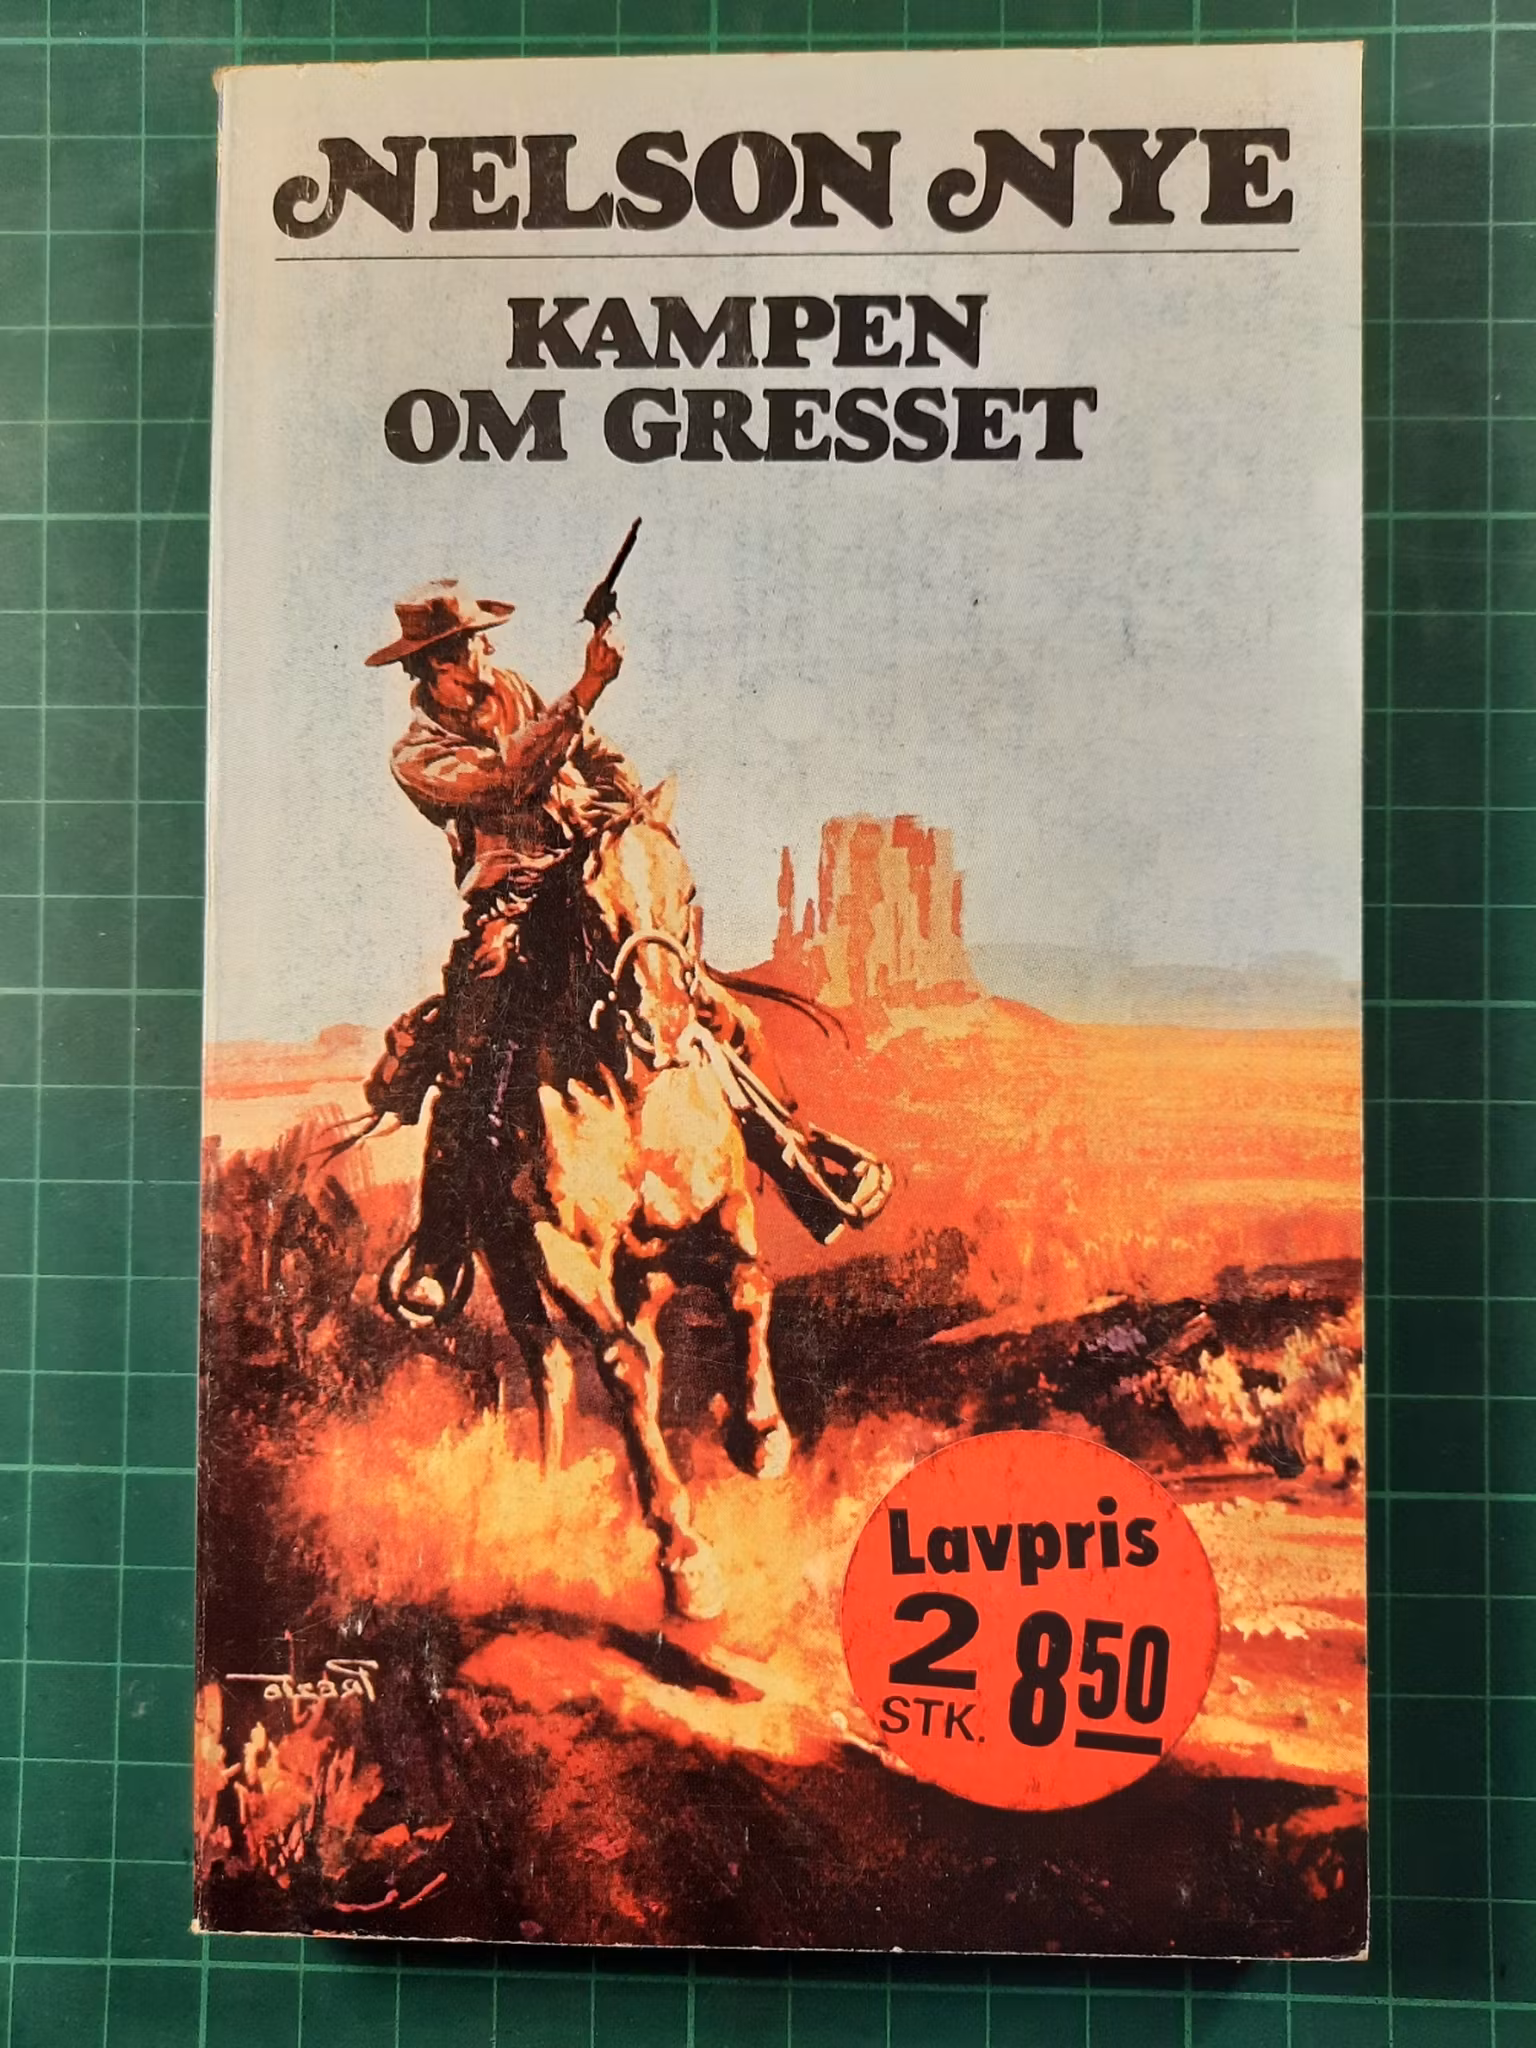 NELSON NYE
KAMPEN
OM GRESSET
Lavpris
2 STK. 8 50